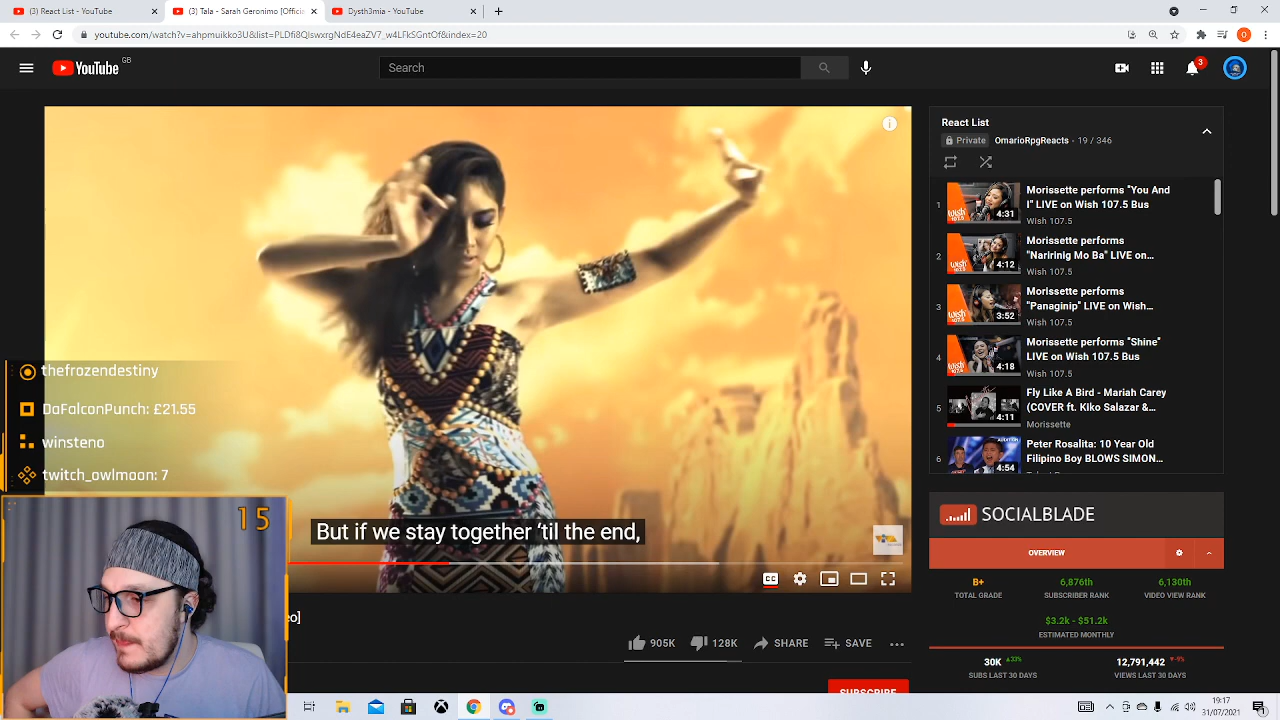 (3) React List - YouTube
(3) Tala - Sarah Geronimo [Offici
Dysth3mia - YouTube
youtube.com/watch?v=ahpmuikko3U&list=PLDfi8QlswxrgNdE4eaZV7_w4LFkSGntOf&index=20
YouTube GB
Search
3
React List
Private OmarioRpgReacts - 19 / 346
1
Morissette performs "You And
I" LIVE on Wish 107.5 Bus
Wish 107.5
4:31
2
Morissette performs
"Naririnig Mo Ba" LIVE on...
Wish 107.5
4:12
3
Morissette performs
"Panaginip" LIVE on Wish...
Wish 107.5
3:52
4
Morissette performs "Shine"
LIVE on Wish 107.5 Bus
Wish 107.5
4:18
5
Fly Like A Bird - Mariah Carey
(COVER ft. Kiko Salazar &...
Morissette
4:11
6
Peter Rosalita: 10 Year Old
Filipino Boy BLOWS SIMON...
4:54
thefrozendestiny
DaFalconPunch: £21.55
winsteno
twitch_owlmoon: 7
15
But if we stay together 'til the end,
CC
eo]
905K
128K
SHARE
SAVE
SUBSCRIBE
SOCIALBLADE
OVERVIEW
B+
TOTAL GRADE
6,876th
SUBSCRIBER RANK
6,130th
VIDEO VIEW RANK
$3.2k - $51.2k
ESTIMATED MONTHLY
30K 33%
SUBS LAST 30 DAYS
12,791,442 -9%
VIEWS LAST 30 DAYS
19:17
31/07/2021